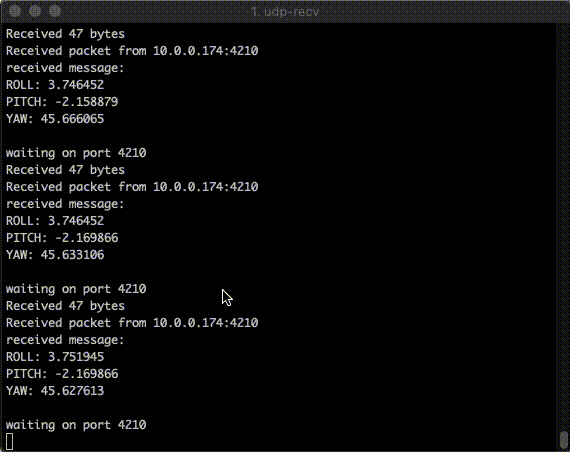 1. udp-recv
Received 47 bytes
Received packet from 10.0.0.174:4210
received message:
ROLL: 3.746452
PITCH: -2.158879
YAW: 45.666065
waiting on port 4210
Received 47 bytes
Received packet from 10.0.0.174:4210
received message:
ROLL: 3.746452
PITCH: -2.169866
YAW: 45.633106
waiting on port 4210
Received 47 bytes
Received packet from 10.0.0.174:4210
received message:
ROLL: 3.751945
PITCH: -2.169866
YAW: 45.627613
waiting on port 4210